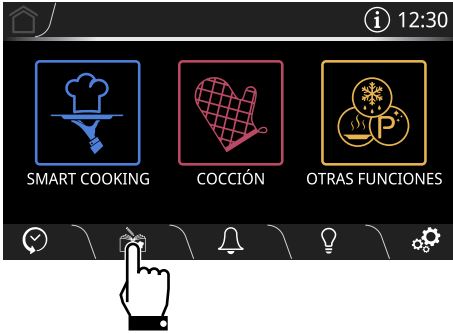 12:30
SMART COOKING
COCCIÓN
OTRAS FUNCIONES
P